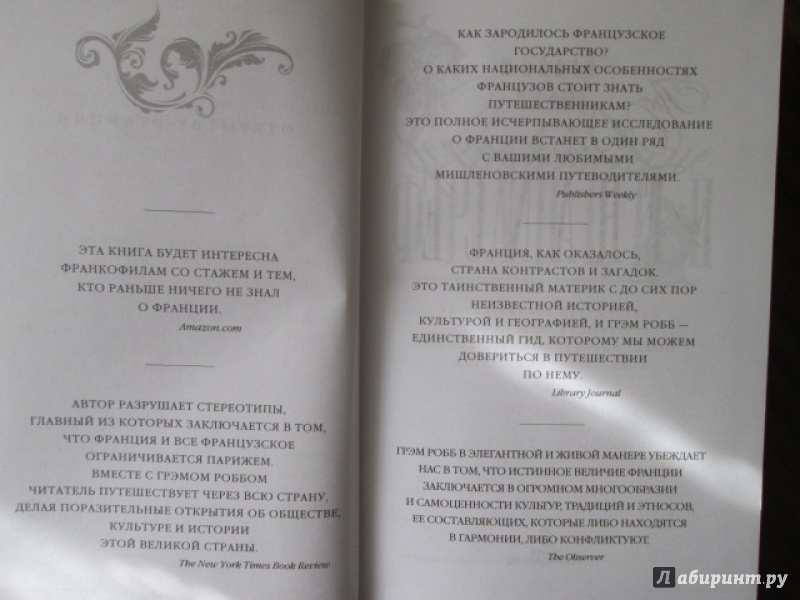 ЭТА КНИГА БУДЕТ ИНТЕРЕСНА
ФРАНКОФИЛАМ СО СТАЖЕМ И ТЕМ,
КТО РАНЬШЕ НИЧЕГО НЕ ЗНАЛ
О ФРАНЦИИ.
Amazon.com
АВТОР РАЗРУШАЕТ СТЕРЕОТИПЫ,
ГЛАВНЫЙ ИЗ КОТОРЫХ ЗАКЛЮЧАЕТСЯ В ТОМ,
ЧТО ФРАНЦИЯ И ВСЕ ФРАНЦУЗСКОЕ
ОГРАНИЧИВАЕТСЯ ПАРИЖЕМ.
ВМЕСТЕ С ГРЭМОМ РОББОМ
ЧИТАТЕЛЬ ПУТЕШЕСТВУЕТ ЧЕРЕЗ ВСЮ СТРАНУ,
ДЕЛАЯ ПОРАЗИТЕЛЬНЫЕ ОТКРЫТИЯ ОБ ОБЩЕСТВЕ,
КУЛЬТУРЕ И ИСТОРИИ
ЭТОЙ ВЕЛИКОЙ СТРАНЫ.
The New York Times Book Review
КАК ЗАРОДИЛОСЬ ФРАНЦУЗСКОЕ
ГОСУДАРСТВО?
О КАКИХ НАЦИОНАЛЬНЫХ ОСОБЕННОСТЯХ
ФРАНЦУЗОВ СТОИТ ЗНАТЬ
ПУТЕШЕСТВЕННИКАМ?
ЭТО ПОЛНОЕ ИСЧЕРПЫВАЮЩЕЕ ИССЛЕДОВАНИЕ
О ФРАНЦИИ ВСТАНЕТ В ОДИН РЯД
С ВАШИМИ ЛЮБИМЫМИ
МИШЛЕНОВСКИМИ ПУТЕВОДИТЕЛЯМИ.
Publishers Weekly
ФРАНЦИЯ, КАК ОКАЗАЛОСЬ,
СТРАНА КОНТРАСТОВ И ЗАГАДОК.
ЭТО ТАИНСТВЕННЫЙ МАТЕРИК С ДО СИХ ПОР
НЕИЗВЕСТНОЙ ИСТОРИЕЙ,
КУЛЬТУРОЙ И ГЕОГРАФИЕЙ, И ГРЭМ РОББ —
ЕДИНСТВЕННЫЙ ГИД, КОТОРОМУ МЫ МОЖЕМ
ДОВЕРИТЬСЯ В ПУТЕШЕСТВИИ
ПО НЕМУ.
Library Journal
ГРЭМ РОББ В ЭЛЕГАНТНОЙ И ЖИВОЙ МАНЕРЕ УБЕЖДАЕТ
НАС В ТОМ, ЧТО ИСТИННОЕ ВЕЛИЧИЕ ФРАНЦИИ
ЗАКЛЮЧАЕТСЯ В ОГРОМНОМ МНОГООБРАЗИИ
И САМОЦЕННОСТИ КУЛЬТУР, ТРАДИЦИЙ И ЭТНОСОВ,
ЕЕ СОСТАВЛЯЮЩИХ, КОТОРЫЕ ЛИБО НАХОДЯТСЯ
В ГАРМОНИИ, ЛИБО КОНФЛИКТУЮТ.
The Observer
Лабиринт.ру